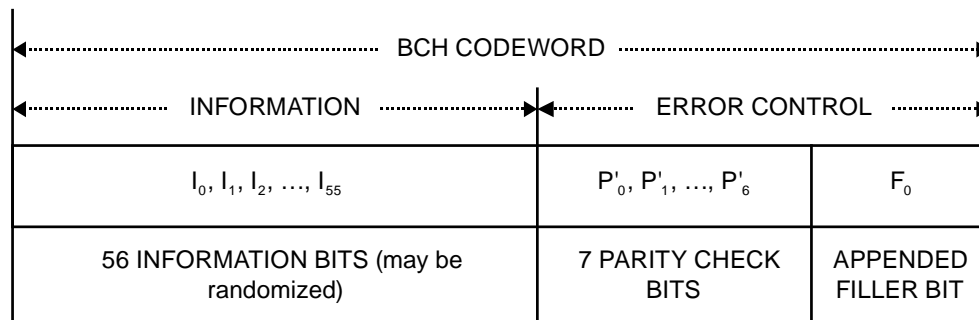 BCH CODEWORD
INFORMATION ERROR CONTROL
I₀, I₁, I₂, …, I₅₅ P'₀, P'₁, …, P'₆ F₀
56 INFORMATION BITS (may be 7 PARITY CHECK APPENDED
randomized) BITS FILLER BIT